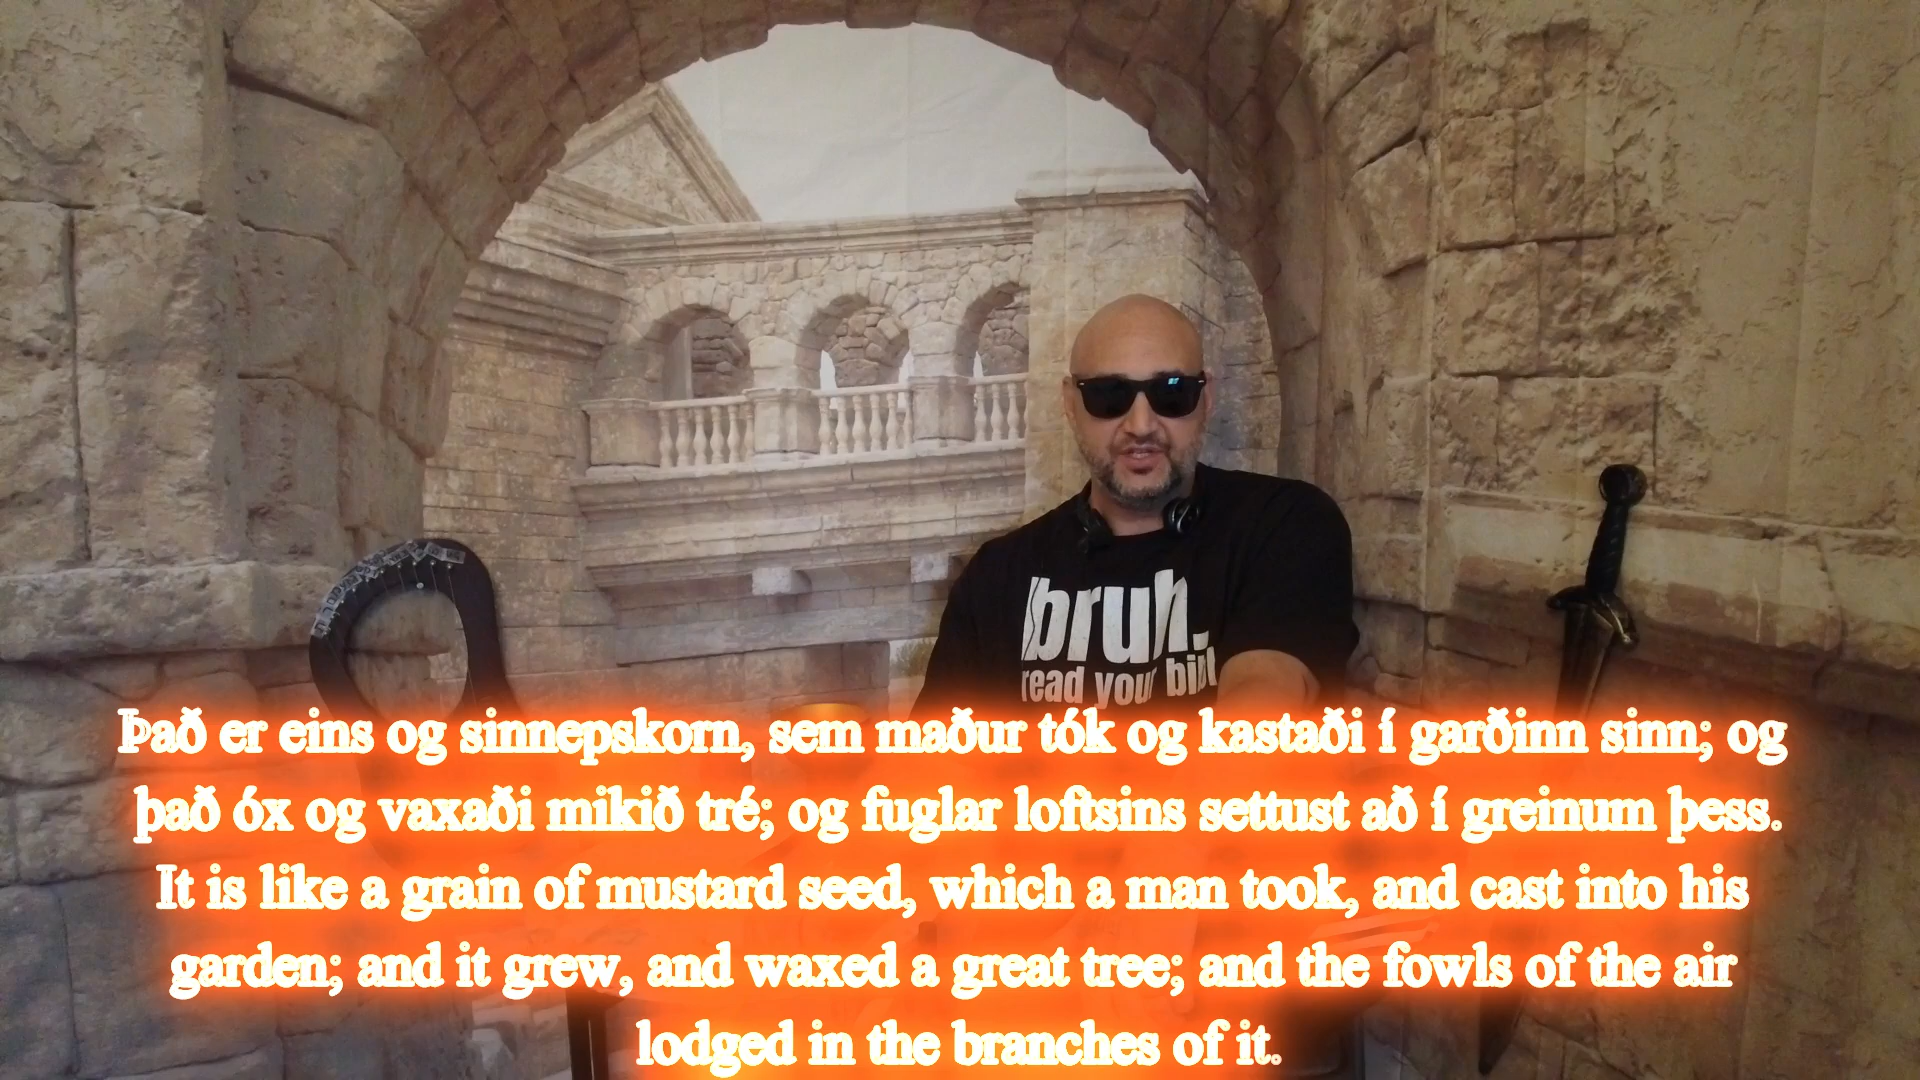 bruh.
read your
Það er eins og sinnepskorn, sem maður tók og kastaði í garðinn sinn; og
það óx og vaxaði mikið tré; og fuglar loftsins settust að í greinum þess.
It is like a grain of mustard seed, which a man took, and cast into his
garden; and it grew, and waxed a great tree; and the fowls of the air
lodged in the branches of it.